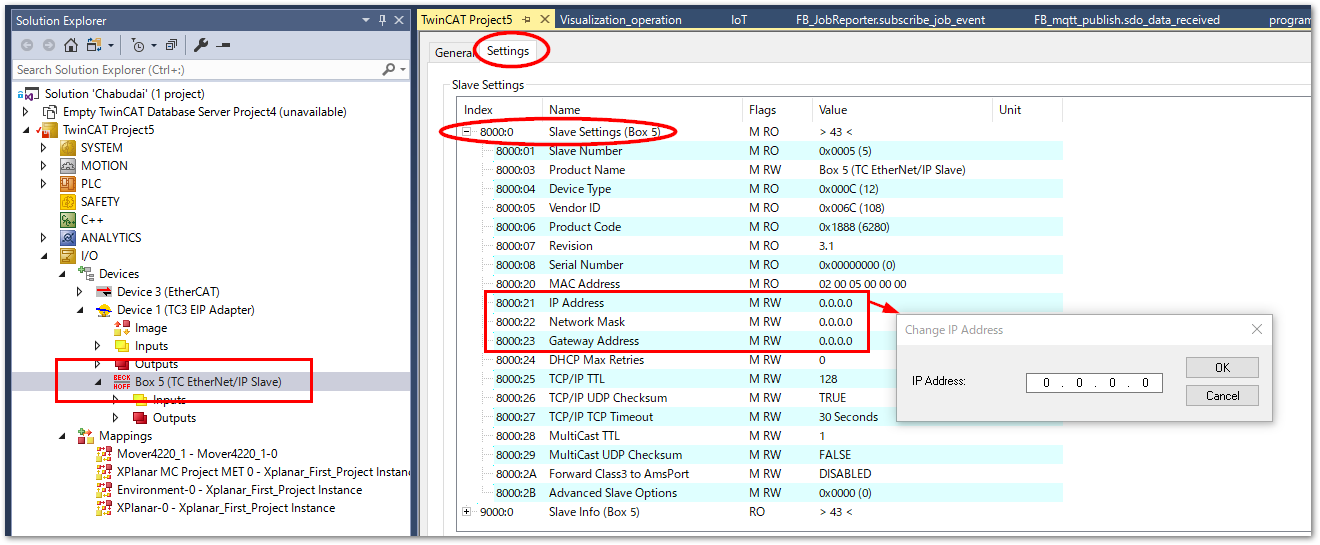 Solution Explorer
Search Solution Explorer (Ctrl+:)
Solution 'Chabudai' (1 project)
Empty TwinCAT Database Server Project4 (unavailable)
TwinCAT Project5
SYSTEM
MOTION
PLC
SAFETY
C++
ANALYTICS
I/O
Devices
Device 3 (EtherCAT)
Device 1 (TC3 EIP Adapter)
Image
Inputs
Outputs
BECK HOFF Box 5 (TC EtherNet/IP Slave)
Inputs
Outputs
Mappings
Mover4220_1 - Mover4220_1-0
XPlanar MC Project MET 0 - Xplanar_First_Project Instance
Environment-0 - Xplanar_First_Project Instance
XPlanar-0 - Xplanar_First_Project Instance
TwinCAT Project5 Visualization_operation IoT FB_JobReporter.subscribe_job_event FB_mqtt_publish.sdo_data_received program
General Settings
Slave Settings
Index Name Flags Value Unit
8000:0 Slave Settings (Box 5) M RO > 43 <
8000:01 Slave Number M RO 0x0005 (5)
8000:03 Product Name M RW Box 5 (TC EtherNet/IP Slave)
8000:04 Device Type M RO 0x000C (12)
8000:05 Vendor ID M RO 0x006C (108)
8000:06 Product Code M RO 0x1888 (6280)
8000:07 Revision M RO 3.1
8000:08 Serial Number M RO 0x00000000 (0)
8000:20 MAC Address M RO 02 00 05 00 00 00
8000:21 IP Address M RW 0.0.0.0
8000:22 Network Mask M RW 0.0.0.0
8000:23 Gateway Address M RW 0.0.0.0
8000:24 DHCP Max Retries M RW 0
8000:25 TCP/IP TTL M RW 128
8000:26 TCP/IP UDP Checksum M RW TRUE
8000:27 TCP/IP TCP Timeout M RW 30 Seconds
8000:28 MultiCast TTL M RW 1
8000:29 MultiCast UDP Checksum M RW FALSE
8000:2A Forward Class3 to AmsPort M RW DISABLED
8000:2B Advanced Slave Options M RW 0x0000 (0)
9000:0 Slave Info (Box 5) RO > 43 <
Change IP Address
IP Address: 0 . 0 . 0 . 0
OK
Cancel